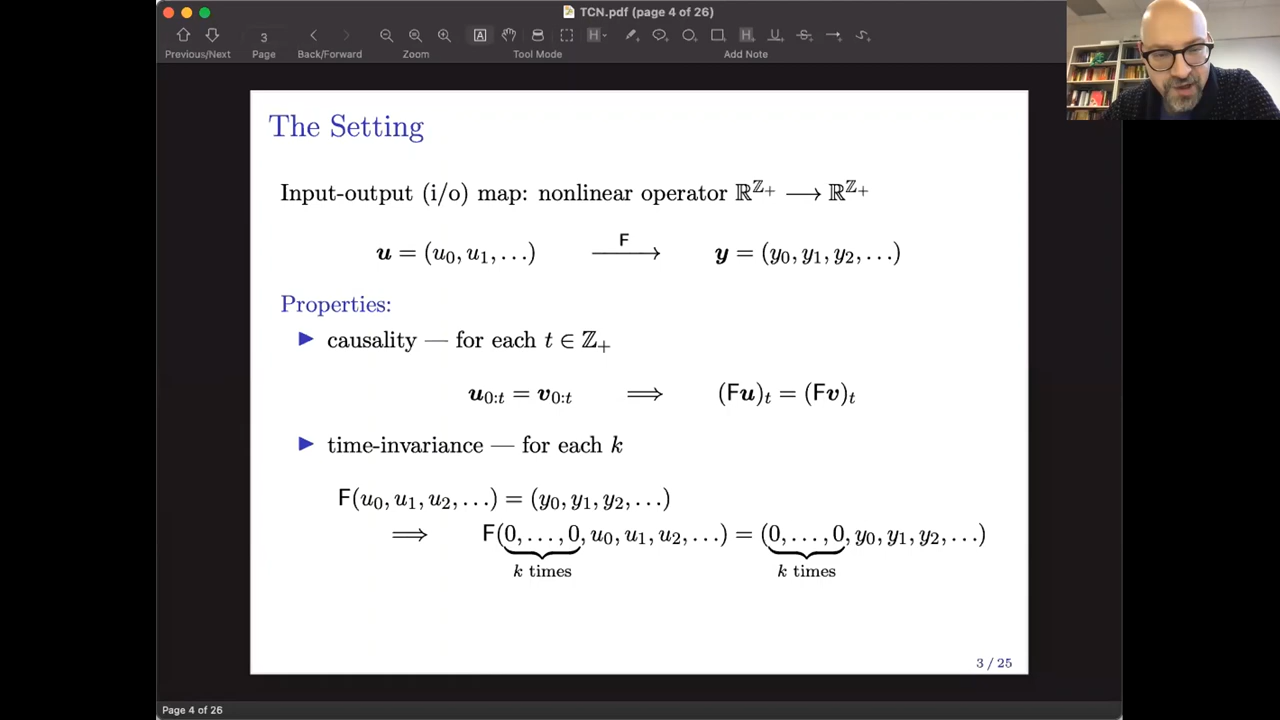 TCN.pdf (page 4 of 26)
3
Previous/Next Page Back/Forward Zoom Tool Mode Add Note
The Setting
Input-output (i/o) map: nonlinear operator ℝ^ℤ₊ ⟶ ℝ^ℤ₊
𝒖 = (u₀, u₁, . . .) F⟶ 𝒚 = (y₀, y₁, y₂, . . .)
Properties:
▶ causality — for each t ∈ ℤ₊
𝒖₀:ₜ = 𝒗₀:ₜ ⟹ (F𝒖)ₜ = (F𝒗)ₜ
▶ time-invariance — for each k
F(u₀, u₁, u₂, . . .) = (y₀, y₁, y₂, . . .)
⟹ F(0, . . . , 0, u₀, u₁, u₂, . . .) = (0, . . . , 0, y₀, y₁, y₂, . . .)
k times k times
3 / 25
Page 4 of 26